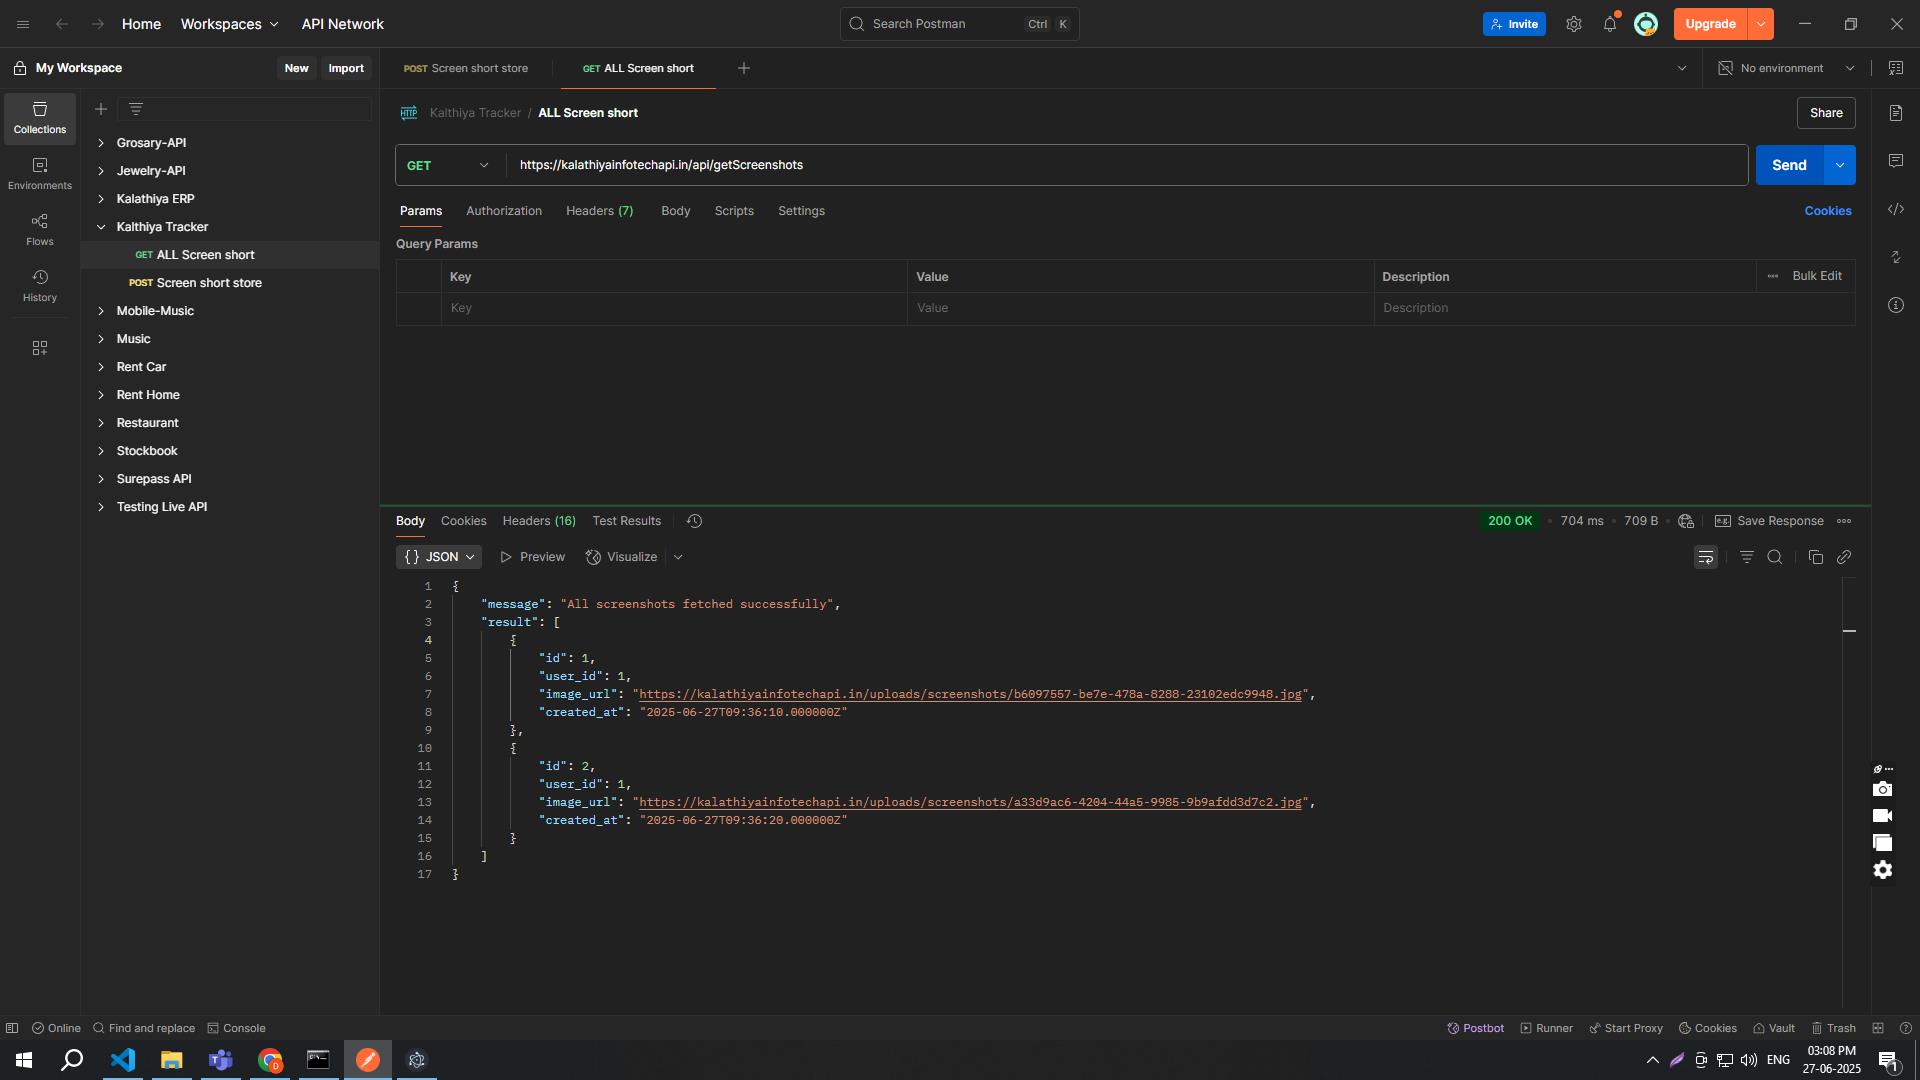 Home Workspaces API Network Search Postman Ctrl K Invite Upgrade
My Workspace New Import POST Screen short store GET ALL Screen short No environment
Collections
Environments
Flows
History
Grosary-API
Jewelry-API
Kalathiya ERP
Kalthiya Tracker
GET ALL Screen short
POST Screen short store
Mobile-Music
Music
Rent Car
Rent Home
Restaurant
Stockbook
Surepass API
Testing Live API
HTTP Kalthiya Tracker / ALL Screen short Share
GET https://kalathiyainfotechapi.in/api/getScreenshots Send
Params Authorization Headers (7) Body Scripts Settings Cookies
Query Params
Key Value Description Bulk Edit
Key Value Description
Body Cookies Headers (16) Test Results 200 OK 704 ms 709 B Save Response
{} JSON Preview Visualize
1 {
2 "message": "All screenshots fetched successfully",
3 "result": [
4 {
5 "id": 1,
6 "user_id": 1,
7 "image_url": "https://kalathiyainfotechapi.in/uploads/screenshots/b6097557-be7e-478a-8288-23102edc9948.jpg",
8 "created_at": "2025-06-27T09:36:10.000000Z"
9 },
10 {
11 "id": 2,
12 "user_id": 1,
13 "image_url": "https://kalathiyainfotechapi.in/uploads/screenshots/a33d9ac6-4204-44a5-9985-9b9afdd3d7c2.jpg",
14 "created_at": "2025-06-27T09:36:20.000000Z"
15 }
16 ]
17 }
Online Find and replace Console Postbot Runner Start Proxy Cookies Vault Trash
D ENG 03:08 PM 1
27-06-2025